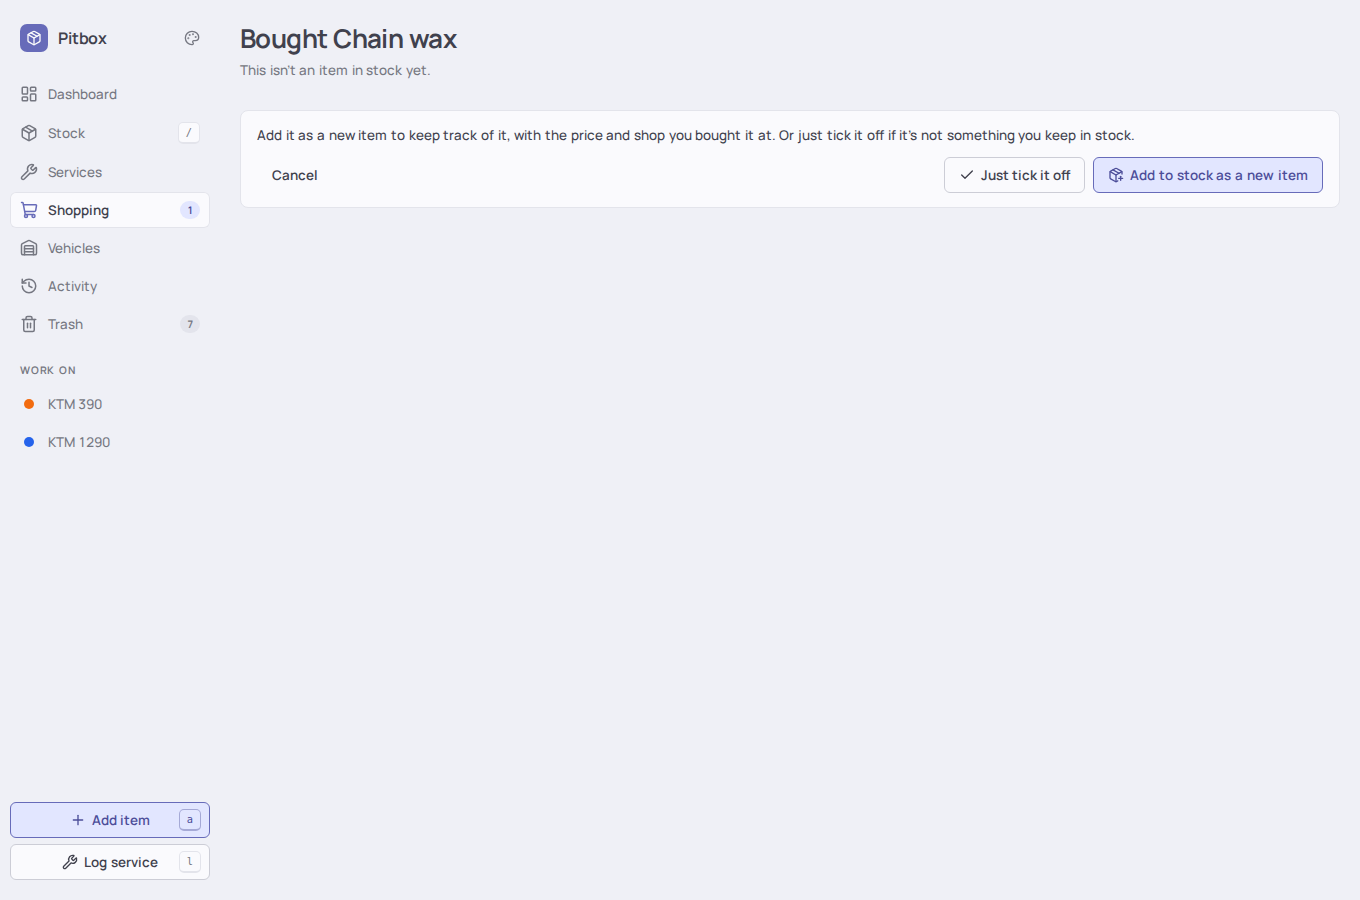 Pitbox
Dashboard
Stock /
Services
Shopping 1
Vehicles
Activity
Trash 7
WORK ON
KTM 390
KTM 1290
Add item a
Log service l
Bought Chain wax
This isn't an item in stock yet.
Add it as a new item to keep track of it, with the price and shop you bought it at. Or just tick it off if it's not something you keep in stock.
Cancel
Just tick it off
Add to stock as a new item